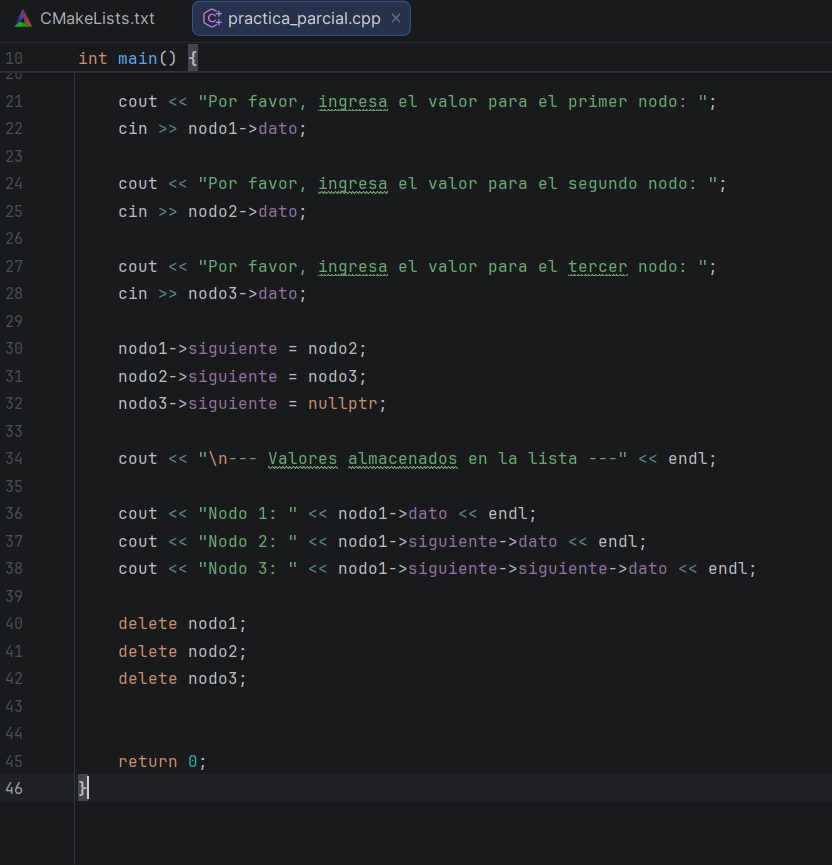 CMakeLists.txt practica_parcial.cpp ×
10 int main() {
21 cout << "Por favor, ingresa el valor para el primer nodo: ";
22 cin >> nodo1->dato;
23
24 cout << "Por favor, ingresa el valor para el segundo nodo: ";
25 cin >> nodo2->dato;
26
27 cout << "Por favor, ingresa el valor para el tercer nodo: ";
28 cin >> nodo3->dato;
29
30 nodo1->siguiente = nodo2;
31 nodo2->siguiente = nodo3;
32 nodo3->siguiente = nullptr;
33
34 cout << "\n--- Valores almacenados en la lista ---" << endl;
35
36 cout << "Nodo 1: " << nodo1->dato << endl;
37 cout << "Nodo 2: " << nodo1->siguiente->dato << endl;
38 cout << "Nodo 3: " << nodo1->siguiente->siguiente->dato << endl;
39
40 delete nodo1;
41 delete nodo2;
42 delete nodo3;
43
44
45 return 0;
46 }